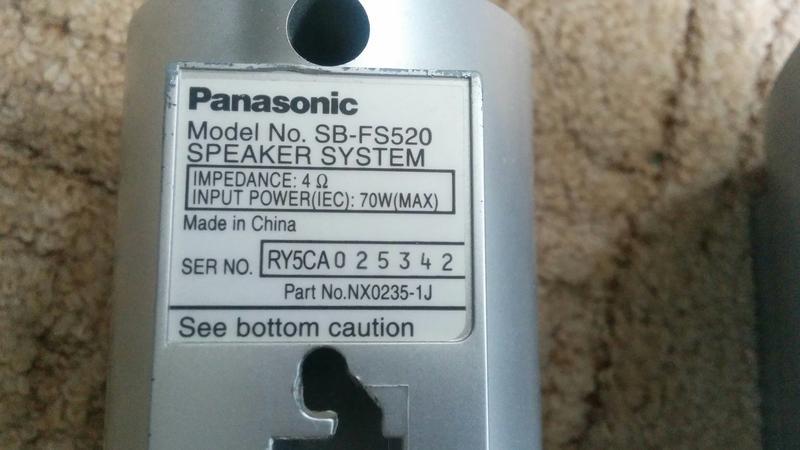 Panasonic
Model No. SB-FS520
SPEAKER SYSTEM
IMPEDANCE: 4 Ω
INPUT POWER(IEC): 70W(MAX)
Made in China
SER NO. RY5CA025342
Part No.NX0235-1J
See bottom caution